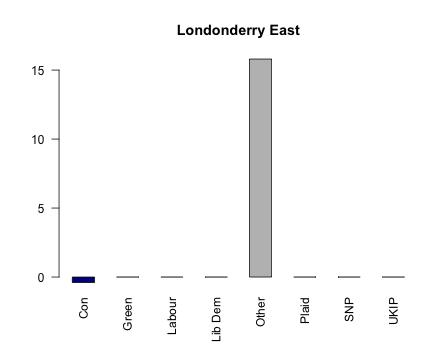 Londonderry East
15
10
5
0
Con
Green
Labour
Lib Dem
Other
Plaid
SNP
UKIP